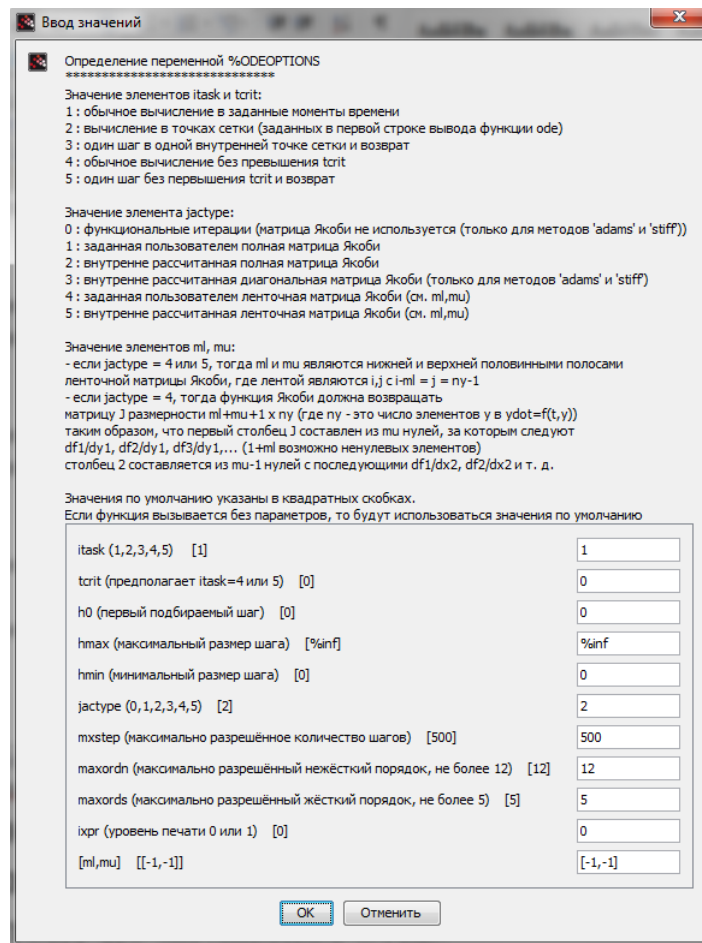 Ввод значений
Определение переменной %ODEOPTIONS
*****************************
Значение элементов itask и tcrit:
1 : обычное вычисление в заданные моменты времени
2 : вычисление в точках сетки (заданных в первой строке вывода функции ode)
3 : один шаг в одной внутренней точке сетки и возврат
4 : обычное вычисление без превышения tcrit
5 : один шаг без первышения tcrit и возврат
Значение элемента jactype:
0 : функциональные итерации (матрица Якоби не используется (только для методов 'adams' и 'stiff'))
1 : заданная пользователем полная матрица Якоби
2 : внутренне рассчитанная полная матрица Якоби
3 : внутренне рассчитанная диагональная матрица Якоби (только для методов 'adams' и 'stiff')
4 : заданная пользователем ленточная матрица Якоби (см. ml,mu)
5 : внутренне рассчитанная ленточная матрица Якоби (см. ml,mu)
Значение элементов ml, mu:
- если jactype = 4 или 5, тогда ml и mu являются нижней и верхней половинными полосами
ленточной матрицы Якоби, где лентой являются i,j с i-ml = j = ny-1
- если jactype = 4, тогда функция Якоби должна возвращать
матрицу J размерности ml+mu+1 x ny (где ny - это число элементов y в ydot=f(t,y))
таким образом, что первый столбец J составлен из mu нулей, за которым следуют
df1/dy1, df2/dy1, df3/dy1,... (1+ml возможно ненулевых элементов)
столбец 2 составляется из mu-1 нулей с последующими df1/dx2, df2/dx2 и т. д.
Значения по умолчанию указаны в квадратных скобках.
Если функция вызывается без параметров, то будут использоваться значения по умолчанию
itask (1,2,3,4,5) [1] 1
tcrit (предполагает itask=4 или 5) [0] 0
h0 (первый подбираемый шаг) [0] 0
hmax (максимальный размер шага) [%inf] %inf
hmin (минимальный размер шага) [0] 0
jactype (0,1,2,3,4,5) [2] 2
mxstep (максимально разрешённое количество шагов) [500] 500
maxordn (максимально разрешённый нежёсткий порядок, не более 12) [12] 12
maxords (максимально разрешённый жёсткий порядок, не более 5) [5] 5
ixpr (уровень печати 0 или 1) [0] 0
[ml,mu] [[-1,-1]] [-1,-1]
OK Отменить